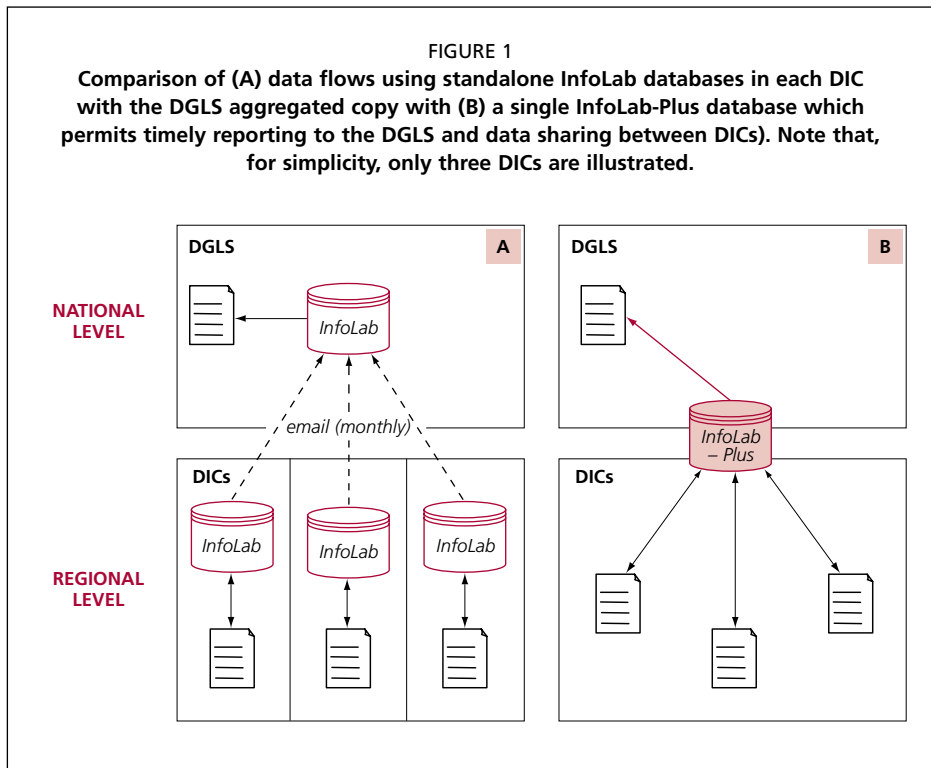 FIGURE 1
Comparison of (A) data flows using standalone InfoLab databases in each DIC
with the DGLS aggregated copy with (B) a single InfoLab-Plus database which
permits timely reporting to the DGLS and data sharing between DICs). Note that,
for simplicity, only three DICs are illustrated.
NATIONAL
LEVEL
DGLS
A
InfoLab
email (monthly)
DGLS
B
InfoLab
– Plus
REGIONAL
LEVEL
DICs
InfoLab
InfoLab
InfoLab
DICs